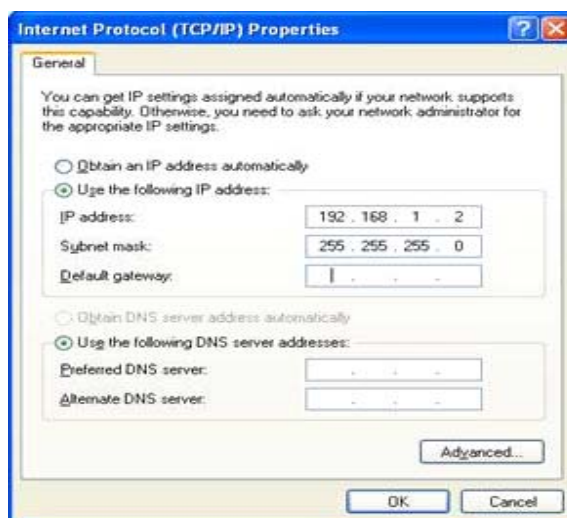 Internet Protocol (TCP/IP) Properties
General
You can get IP settings assigned automatically if your network supports
this capability. Otherwise, you need to ask your network administrator for
the appropriate IP settings.
Obtain an IP address automatically
Use the following IP address:
IP address: 192 . 168 . 1 . 2
Subnet mask: 255 . 255 . 255 . 0
Default gateway: . . .
Obtain DNS server address automatically
Use the following DNS server addresses:
Preferred DNS server: . . .
Alternate DNS server: . . .
Advanced...
OK Cancel